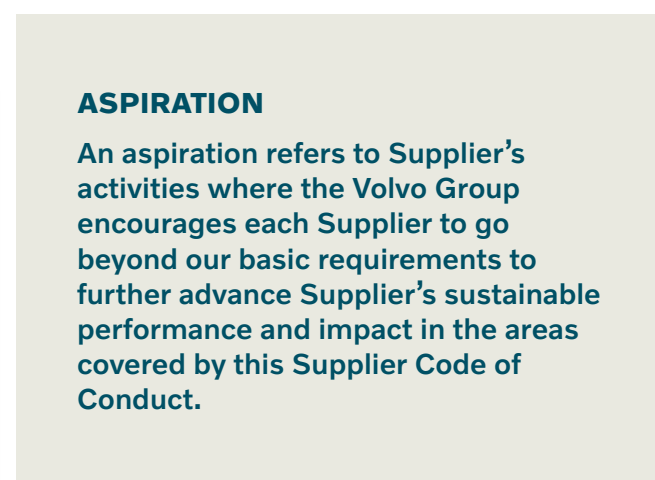 ASPIRATION
An aspiration refers to Supplier’s
activities where the Volvo Group
encourages each Supplier to go
beyond our basic requirements to
further advance Supplier’s sustainable
performance and impact in the areas
covered by this Supplier Code of
Conduct.